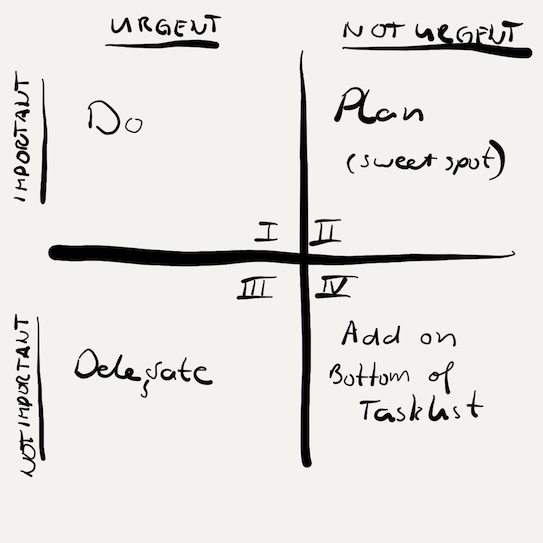 URGENT
NOT URGENT
IMPORTANT
Do
Plan
(sweet spot)
I
II
III
IV
NOT IMPORTANT
Delegate
Add on
Bottom of
Tasklist